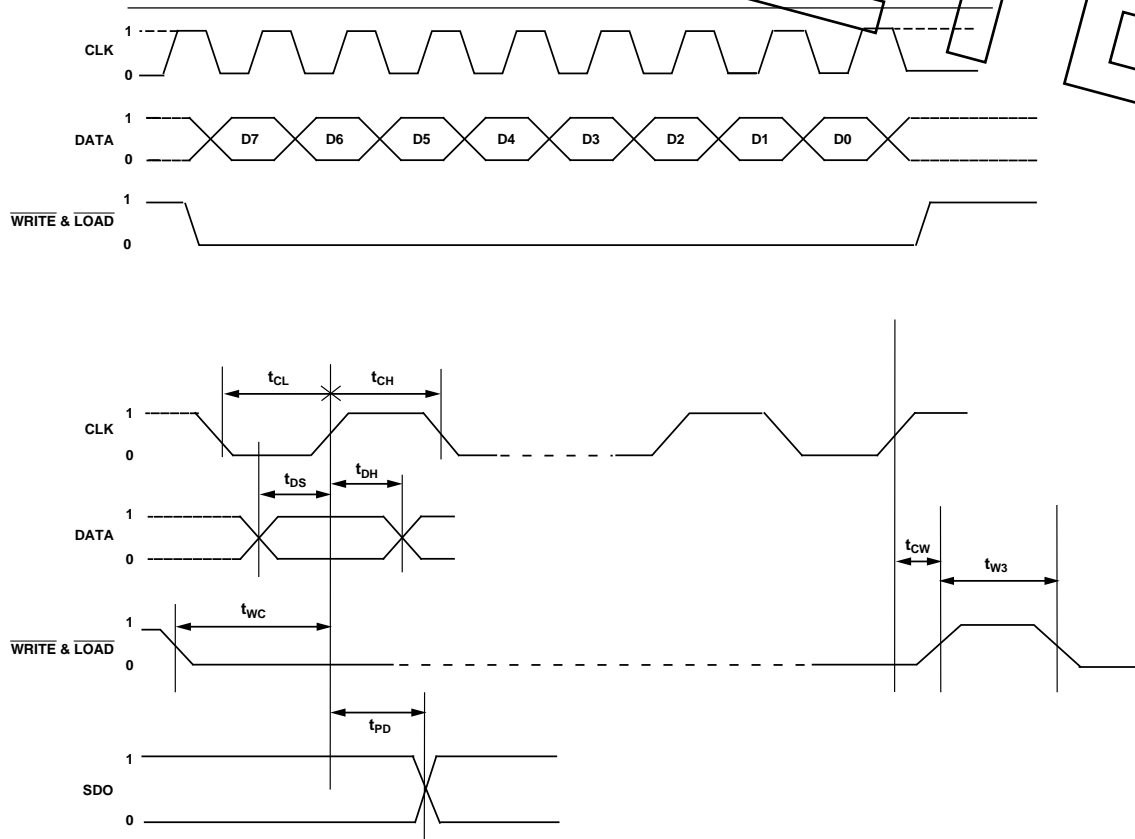 1
CLK
0
1
DATA D7 D6 D5 D4 D3 D2 D1 D0
0
1
WRITE & LOAD
0
tCL tCH
1
CLK
0
tDS tDH
1
DATA
0
tCW tW3
tWC
1
WRITE & LOAD
0
tPD
1
SDO
0